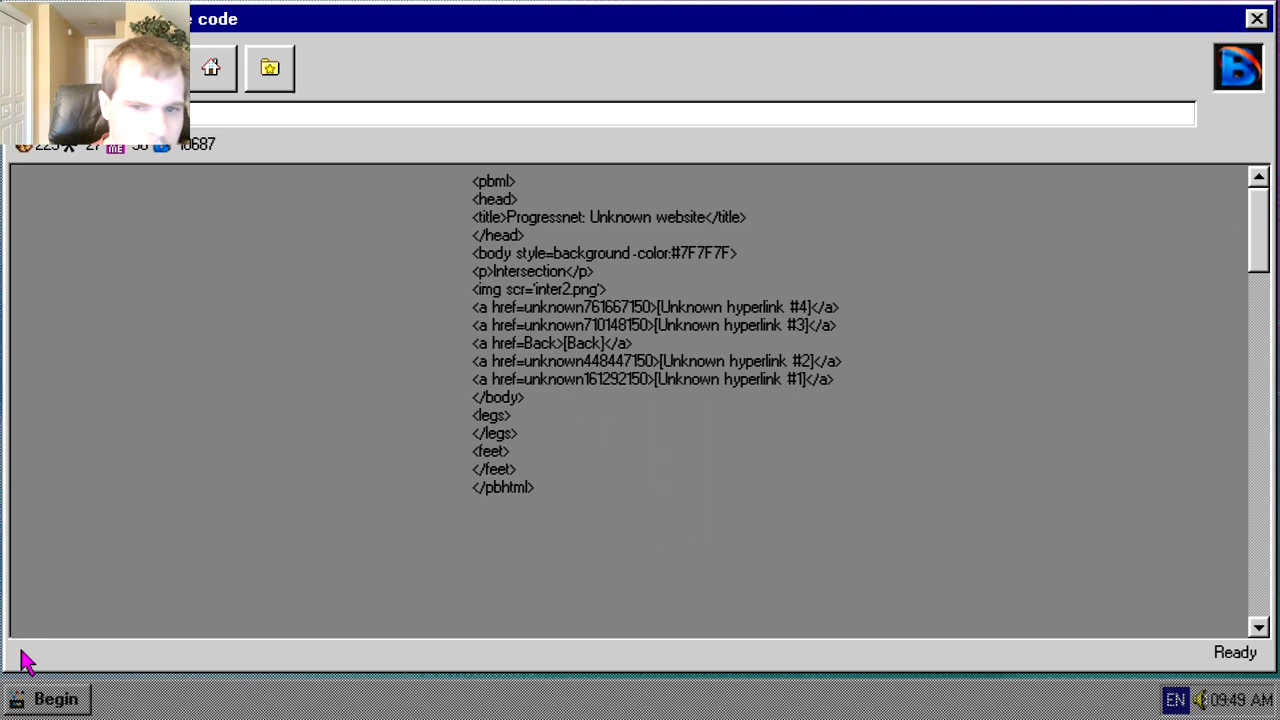 e code
223 27 ME 10687
<pbml>
<head>
<title>Progressnet: Unknown website</title>
</head>
<body style=background-color:#7F7F7F>
<p>Intersection</p>
<img scr='inter2.png'>
<a href=unknown761667150>[Unknown hyperlink #4]</a>
<a href=unknown710148150>[Unknown hyperlink #3]</a>
<a href=Back>[Back]</a>
<a href=unknown448447150>[Unknown hyperlink #2]</a>
<a href=unknown161292150>[Unknown hyperlink #1]</a>
</body>
<legs>
</legs>
<feet>
</feet>
</pbhtml>
Ready
Begin
EN 09:49 AM